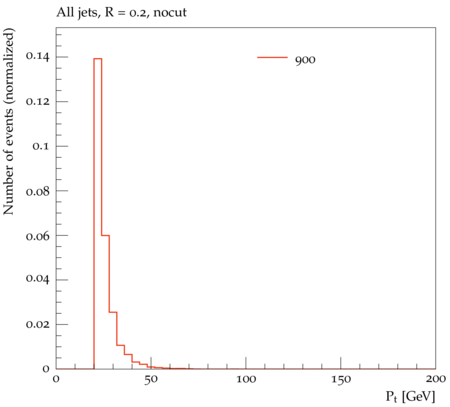 All jets, R = 0.2, nocut
Number of events (normalized)
0.14
0.12
0.1
0.08
0.06
0.04
0.02
0
900
0 50 100 150 200
Pt [GeV]